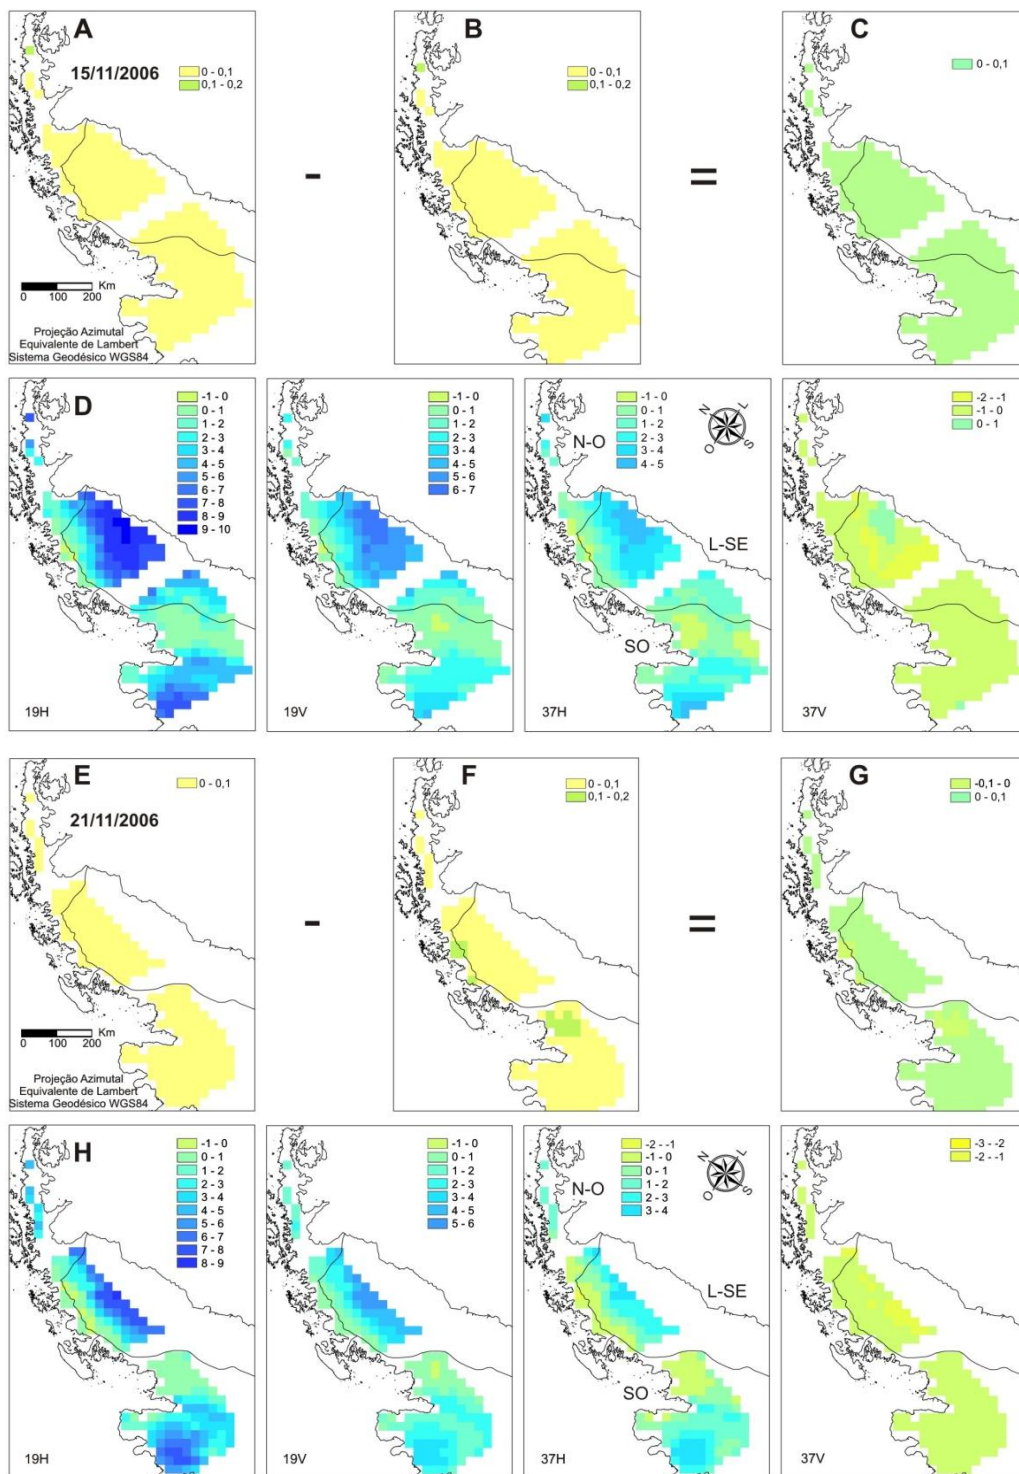 A
15/11/2006
0 - 0,1
0,1 - 0,2
0 100 200 Km
Projeção Azimutal
Equivalente de Lambert
Sistema Geodésico WGS84
-
B
0 - 0,1
0,1 - 0,2
=
C
0 - 0,1
D
-1 - 0
0 - 1
1 - 2
2 - 3
3 - 4
4 - 5
5 - 6
6 - 7
7 - 8
8 - 9
9 - 10
19H
-1 - 0
0 - 1
1 - 2
2 - 3
3 - 4
4 - 5
5 - 6
6 - 7
19V
-1 - 0
0 - 1
1 - 2
2 - 3
3 - 4
4 - 5
N L
O S
N-O
L-SE
SO
37H
-2 - -1
-1 - 0
0 - 1
37V
E
21/11/2006
0 - 0,1
0 100 200 Km
Projeção Azimutal
Equivalente de Lambert
Sistema Geodésico WGS84
-
F
0 - 0,1
0,1 - 0,2
=
G
-0,1 - 0
0 - 0,1
H
-1 - 0
0 - 1
1 - 2
2 - 3
3 - 4
4 - 5
5 - 6
6 - 7
7 - 8
8 - 9
19H
-1 - 0
0 - 1
1 - 2
2 - 3
3 - 4
4 - 5
5 - 6
19V
-2 - -1
-1 - 0
0 - 1
1 - 2
2 - 3
3 - 4
N L
O S
N-O
L-SE
SO
37H
-3 - -2
-2 - -1
37V